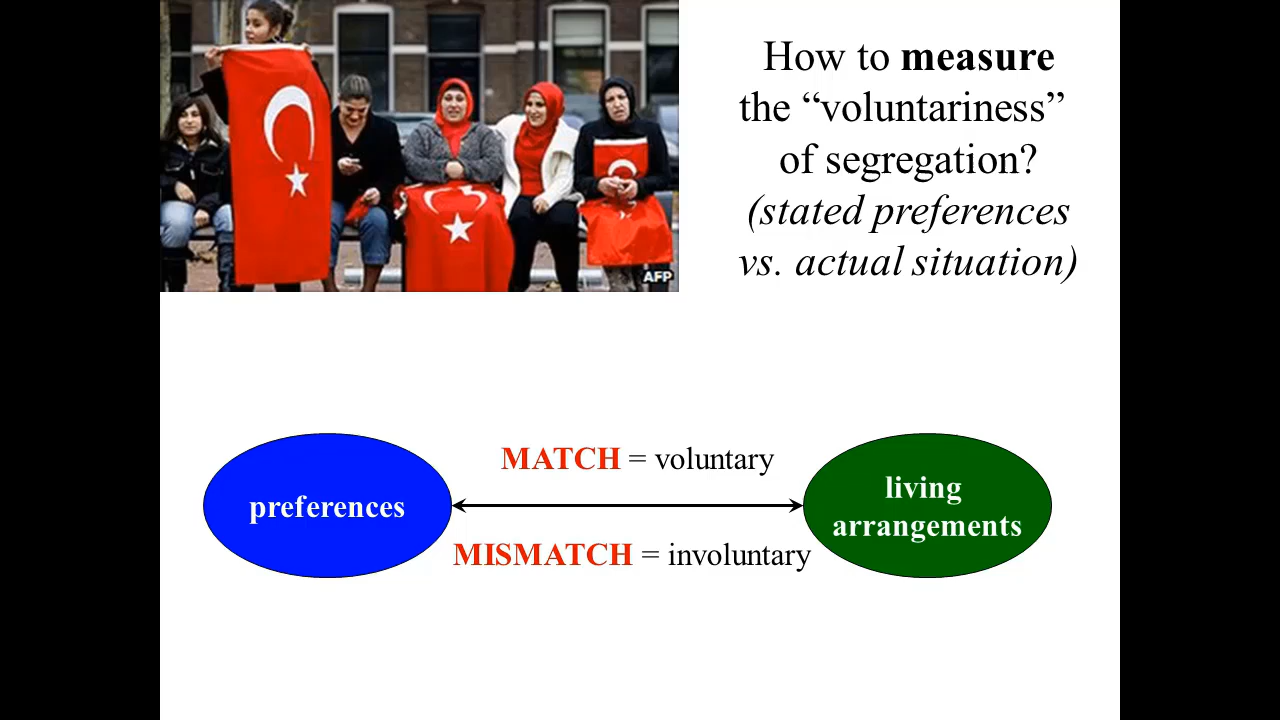 How to measure
the “voluntariness”
of segregation?
(stated preferences
vs. actual situation)
AFP
MATCH = voluntary
preferences
living
arrangements
MISMATCH = involuntary